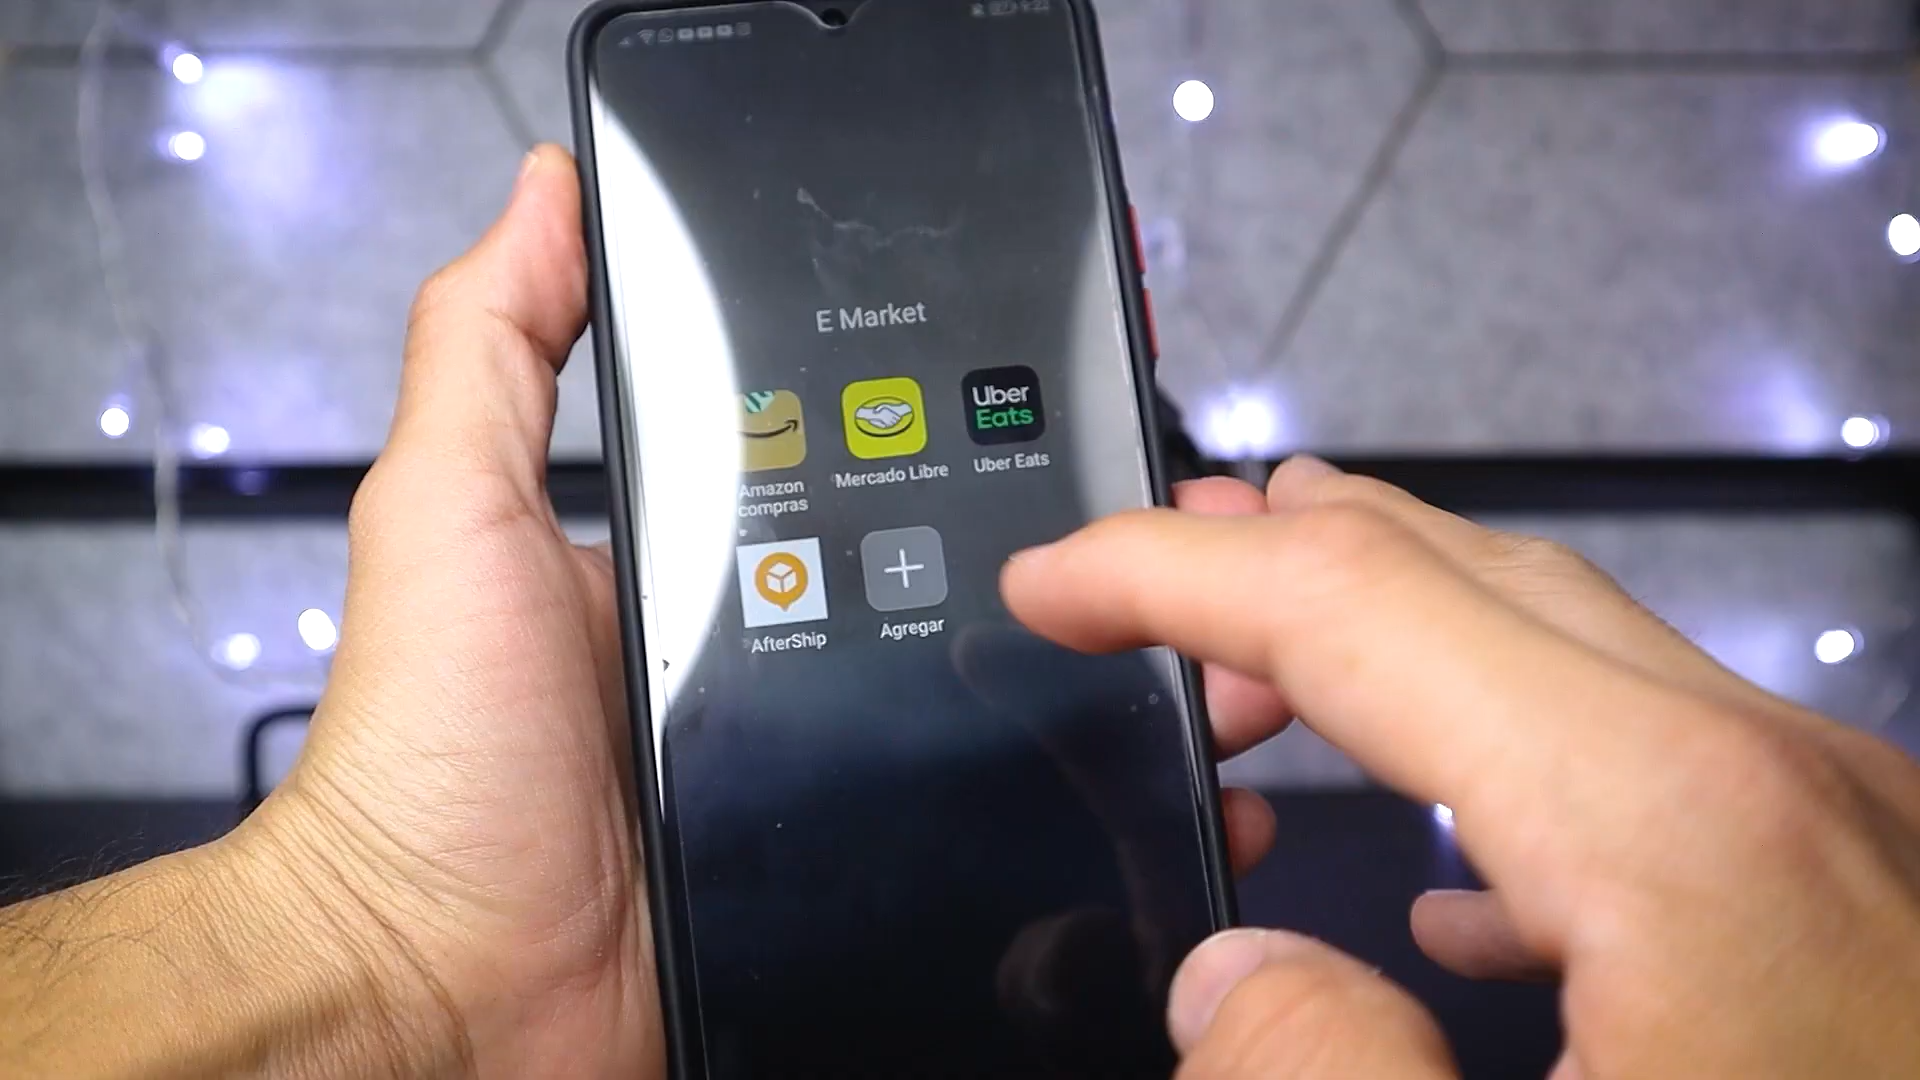 E Market
Uber
Eats
Amazon
compras
Mercado Libre
Uber Eats
AfterShip
Agregar